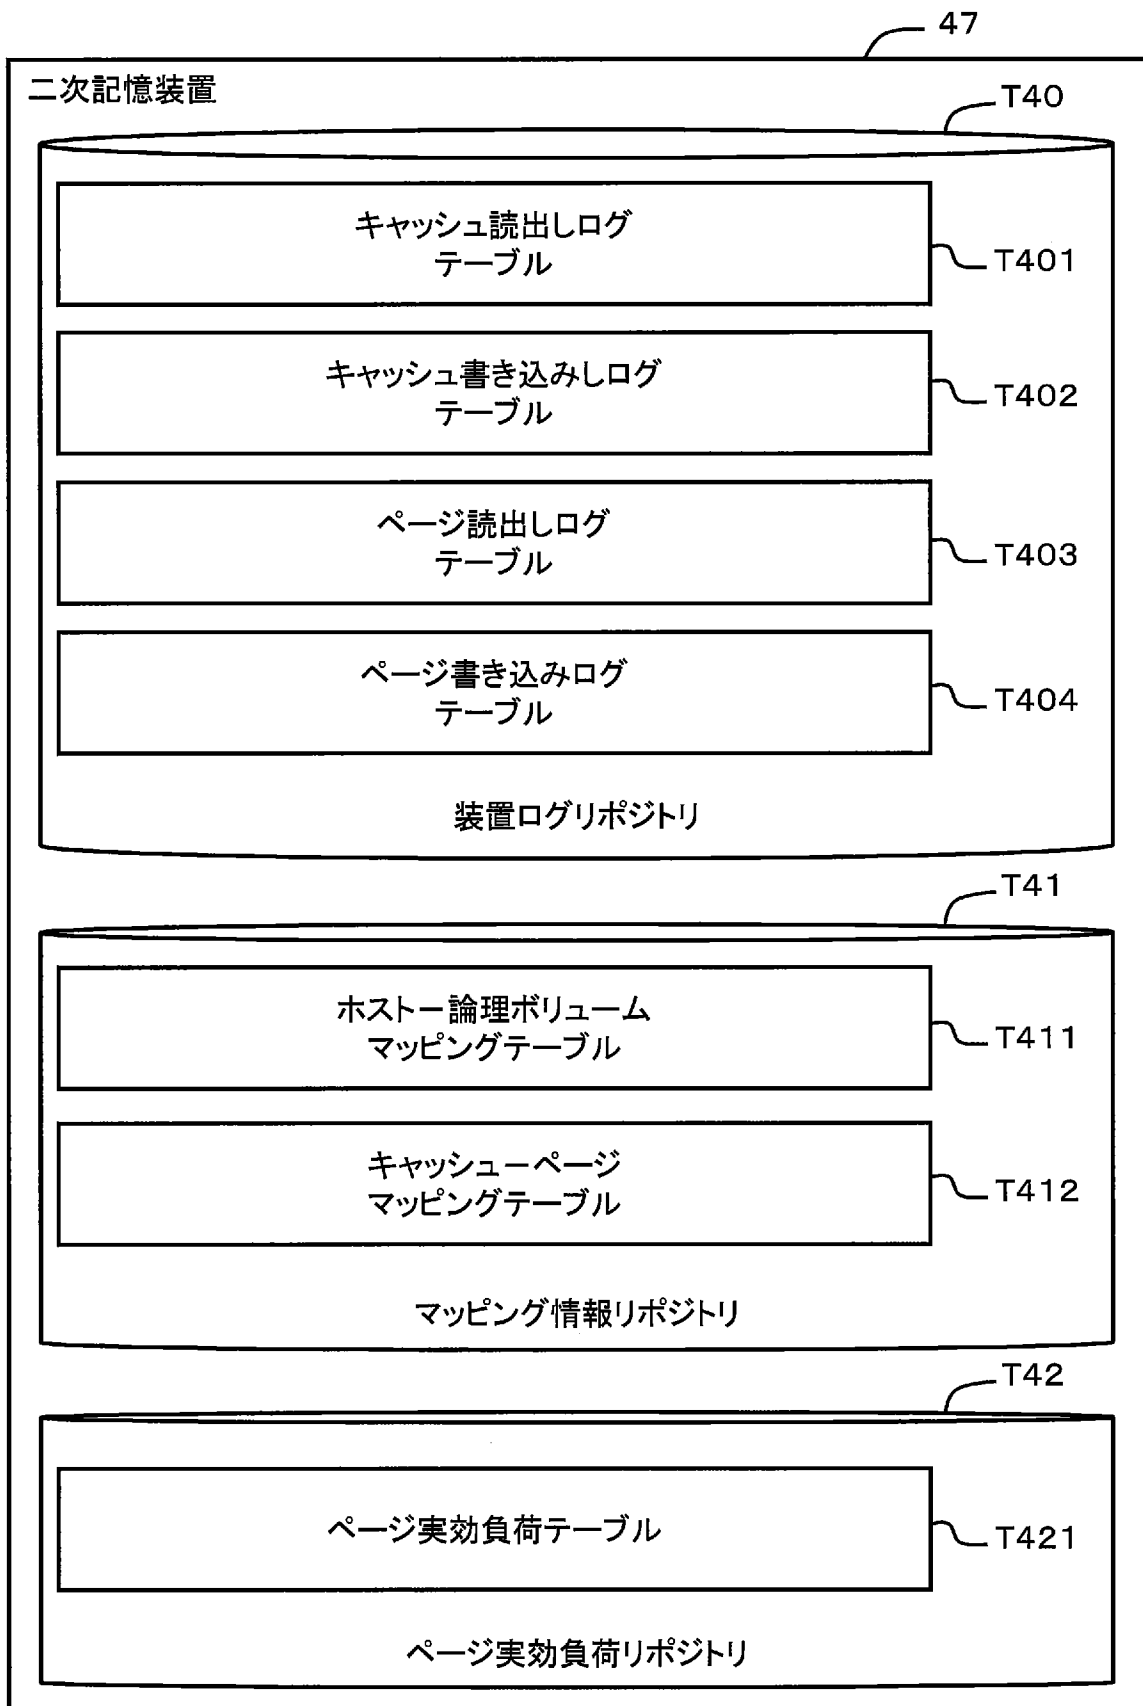 47
二次記憶装置
T40
キャッシュ読出しログ
テーブル
T401
キャッシュ書き込みしログ
テーブル
T402
ページ読出しログ
テーブル
T403
ページ書き込みログ
テーブル
T404
装置ログリポジトリ
T41
ホストー論理ボリューム
マッピングテーブル
T411
キャッシューページ
マッピングテーブル
T412
マッピング情報リポジトリ
T42
ページ実効負荷テーブル
T421
ページ実効負荷リポジトリ